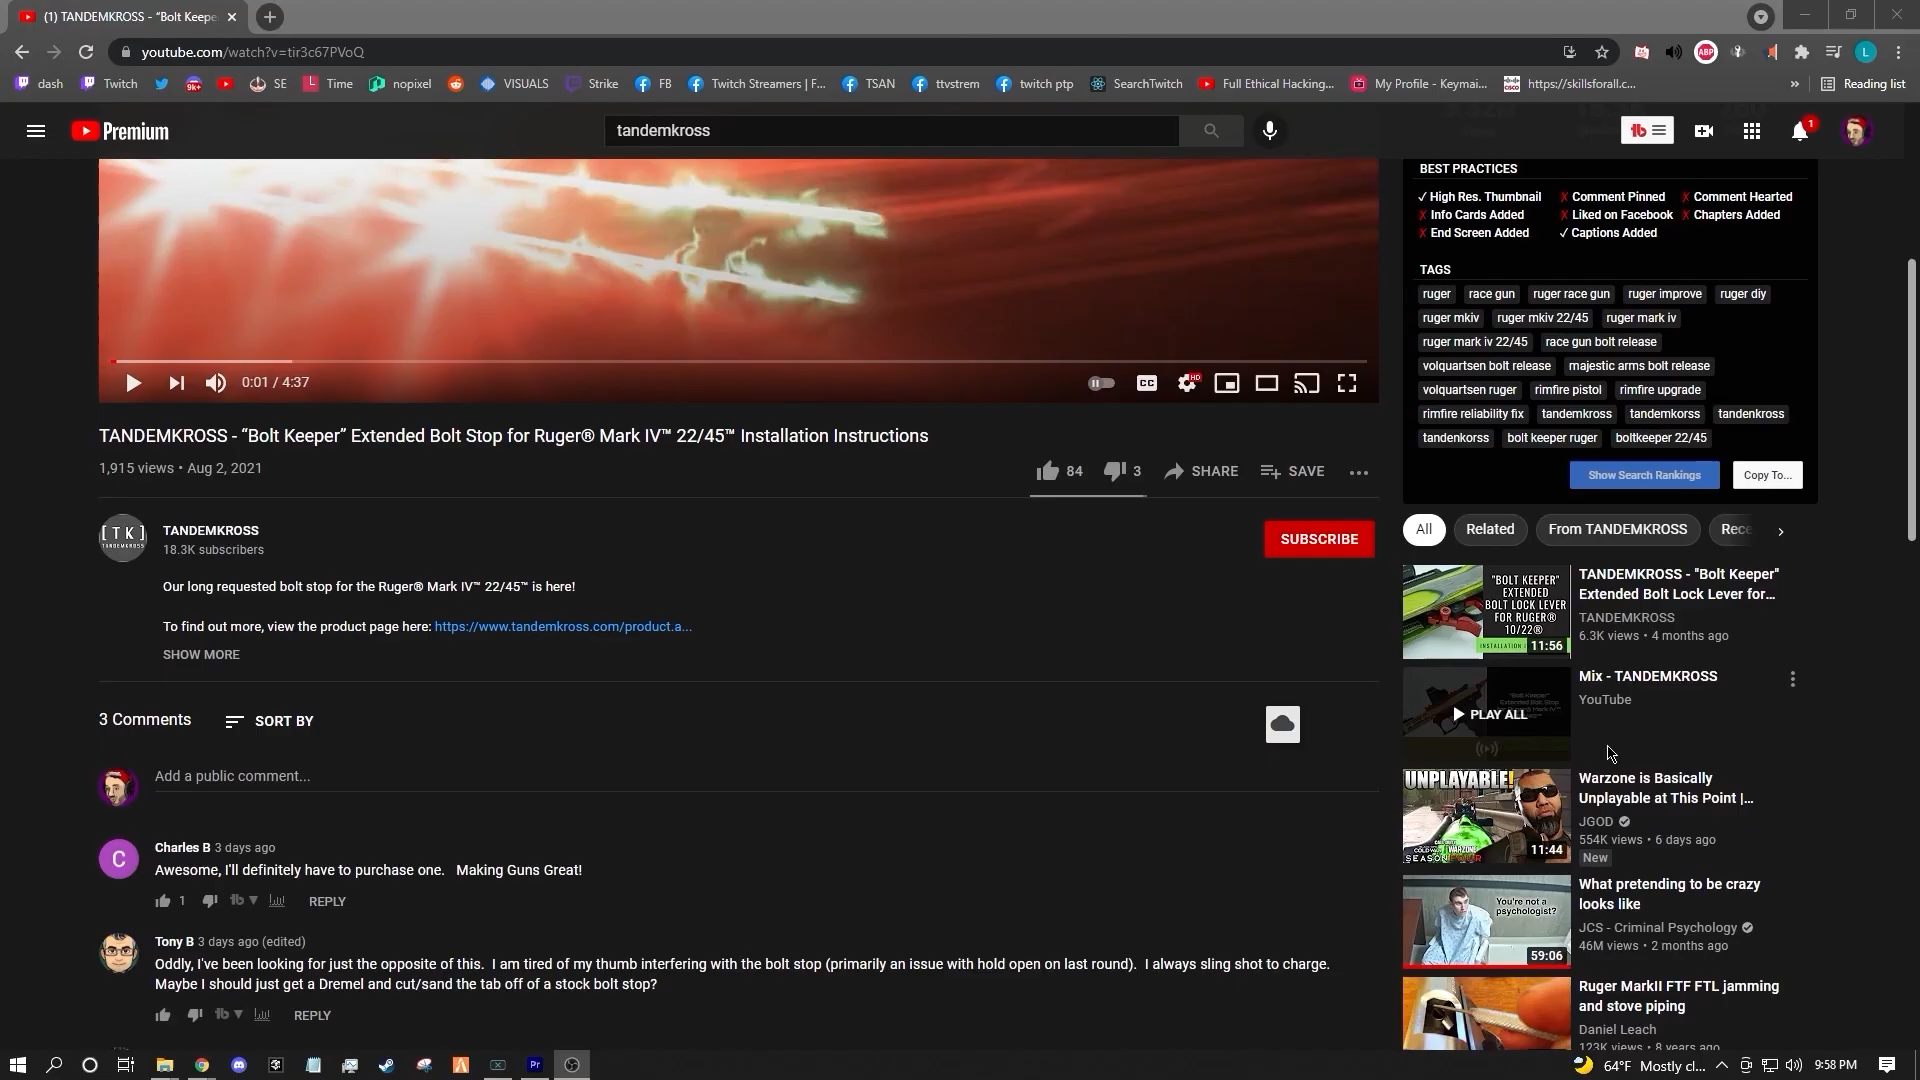 (1) TANDEMKROSS - “Bolt Keepe
youtube.com/watch?v=tir3c67PVoQ
dash
Twitch
9k+
SE
Time
nopixel
VISUALS
Strike
FB
Twitch Streamers | F...
TSAN
ttvstrem
twitch ptp
SearchTwitch
Full Ethical Hacking...
My Profile - Keymai...
https://skillsforall.c...
»
Reading list
Premium
tandemkross
1
BEST PRACTICES
✓ High Res. Thumbnail ✗ Comment Pinned ✗ Comment Hearted
✗ Info Cards Added ✗ Liked on Facebook ✗ Chapters Added
✗ End Screen Added ✓ Captions Added
TAGS
ruger race gun ruger race gun ruger improve ruger diy
ruger mkiv ruger mkiv 22/45 ruger mark iv
ruger mark iv 22/45 race gun bolt release
volquartsen bolt release majestic arms bolt release
volquartsen ruger rimfire pistol rimfire upgrade
rimfire reliability fix tandemkross tandemkorss tandenkross
tandenkorss bolt keeper ruger boltkeeper 22/45
Show Search Rankings Copy To...
0:01 / 4:37
CC
HD
TANDEMKROSS - “Bolt Keeper” Extended Bolt Stop for Ruger® Mark IV™ 22/45™ Installation Instructions
1,915 views • Aug 2, 2021
84
3
SHARE
SAVE
[TK]
TANDEMKROSS
TANDEMKROSS
18.3K subscribers
SUBSCRIBE
Our long requested bolt stop for the Ruger® Mark IV™ 22/45™ is here!
To find out more, view the product page here: https://www.tandemkross.com/product.a...
SHOW MORE
3 Comments
SORT BY
Add a public comment...
C
Charles B 3 days ago
Awesome, I'll definitely have to purchase one. Making Guns Great!
1
tb
REPLY
Tony B 3 days ago (edited)
Oddly, I've been looking for just the opposite of this. I am tired of my thumb interfering with the bolt stop (primarily an issue with hold open on last round). I always sling shot to charge.
Maybe I should just get a Dremel and cut/sand the tab off of a stock bolt stop?
tb
REPLY
All Related From TANDEMKROSS Rece
"BOLT KEEPER"
EXTENDED
BOLT LOCK LEVER
FOR RUGER®
10/22®
11:56
TANDEMKROSS - "Bolt Keeper"
Extended Bolt Lock Lever for...
TANDEMKROSS
6.3K views • 4 months ago
PLAY ALL
Mix - TANDEMKROSS
YouTube
UNPLAYABLE!
WARZONE
11:44
Warzone is Basically
Unplayable at This Point |...
JGOD
554K views • 6 days ago
New
You're not a
psychologist?
59:06
What pretending to be crazy
looks like
JCS - Criminal Psychology
46M views • 2 months ago
Ruger MarkII FTF FTL jamming
and stove piping
Daniel Leach
123K views • 8 years ago
L
ABP
Pr
64°F Mostly cl...
9:58 PM